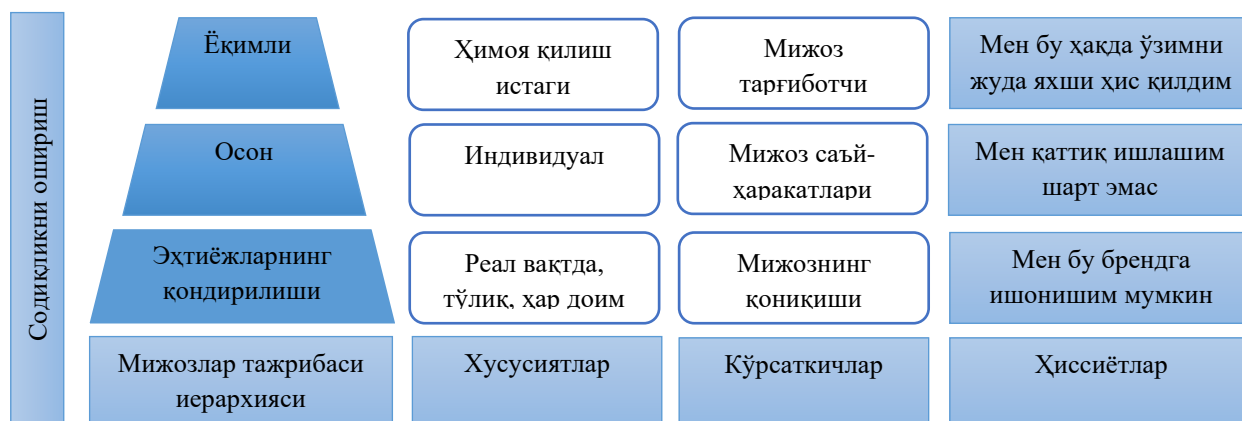 Содиқликни ошириш
Ёқимли
Ҳимоя қилиш
истаги
Мижоз
тарғиботчи
Мен бу ҳақда ўзимни
жуда яхши ҳис қилдим
Осон
Индивидуал
Мижоз саъй-
ҳаракатлари
Мен қаттиқ ишлашим
шарт эмас
Эҳтиёжларнинг
қондирилиши
Реал вақтда,
тўлиқ, ҳар доим
Мижознинг
қониқиши
Мен бу брендга
ишонишим мумкин
Мижозлар тажрибаси
иерархияси
Хусусиятлар
Кўрсаткичлар
Ҳиссиётлар